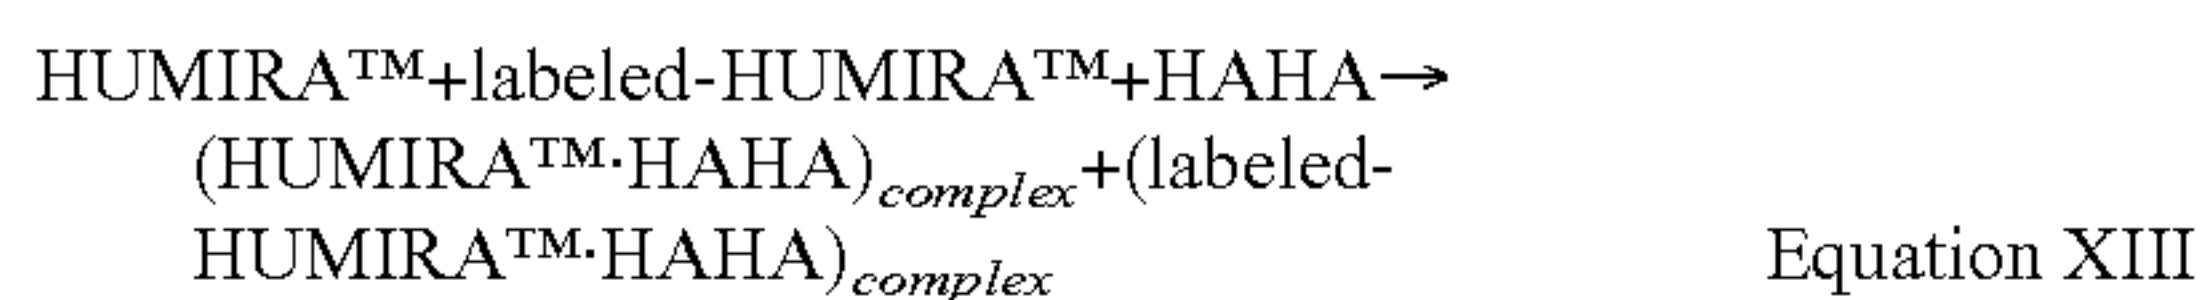 HUMIRA™+labeled-HUMIRA™+HAHA→
(HUMIRA™·HAHA)complex+(labeled-
HUMIRA™·HAHA)complex Equation XIII